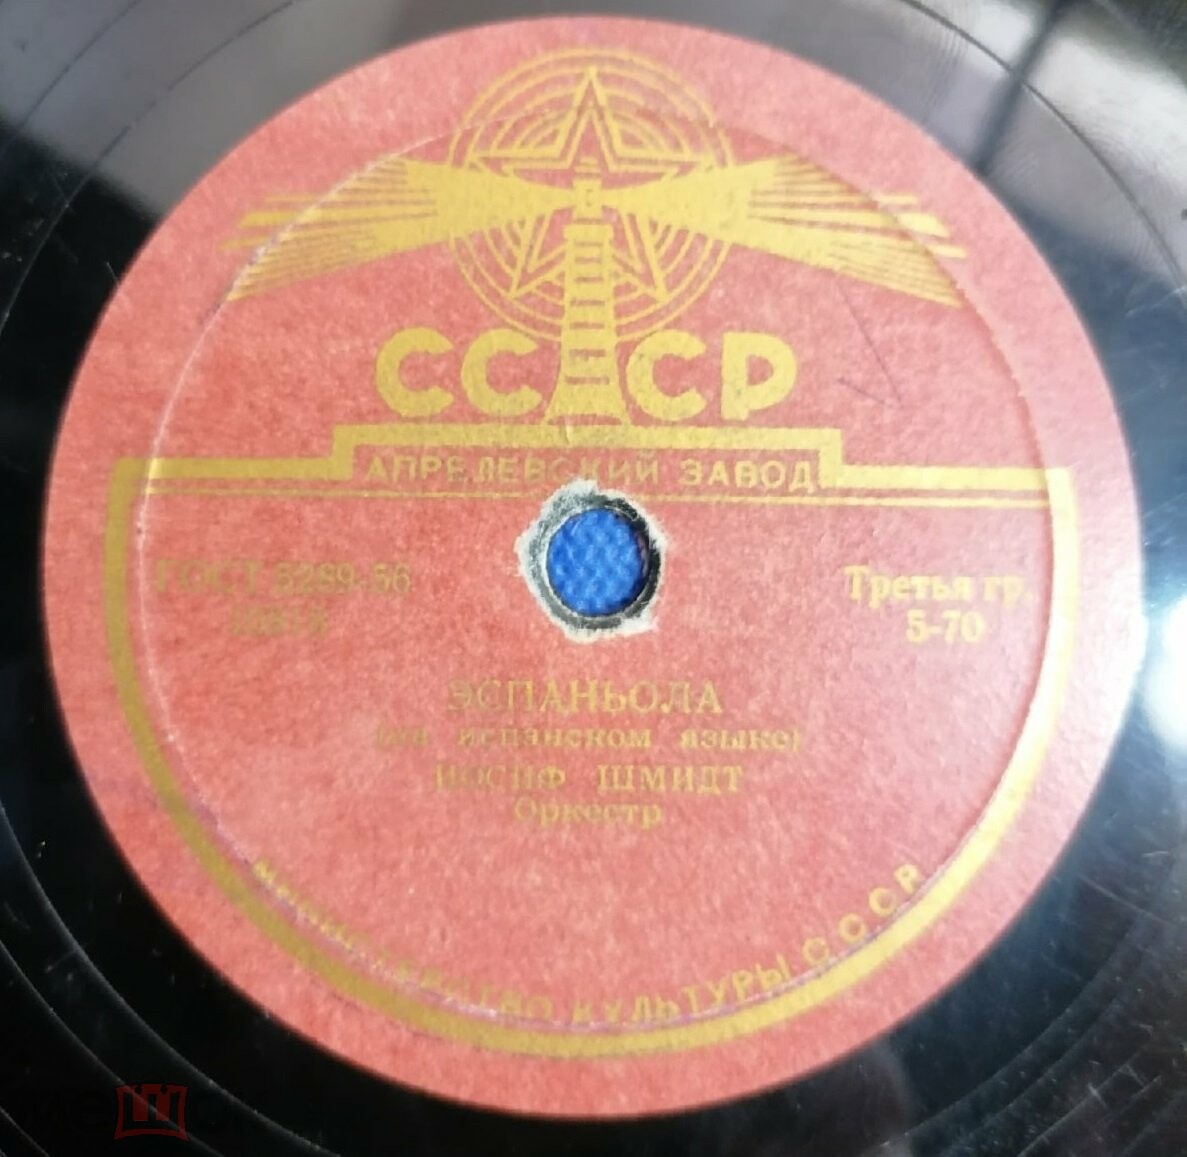 СССР
АПРЕЛЕВСКИЙ ЗАВОД
ГОСТ 5289-56
Третья гр.
5-70
ЭСПАНЬОЛА
(на испанском языке)
ИОСИФ ШМИДТ
Оркестр
МИНИСТЕРСТВО КУЛЬТУРЫ СССР